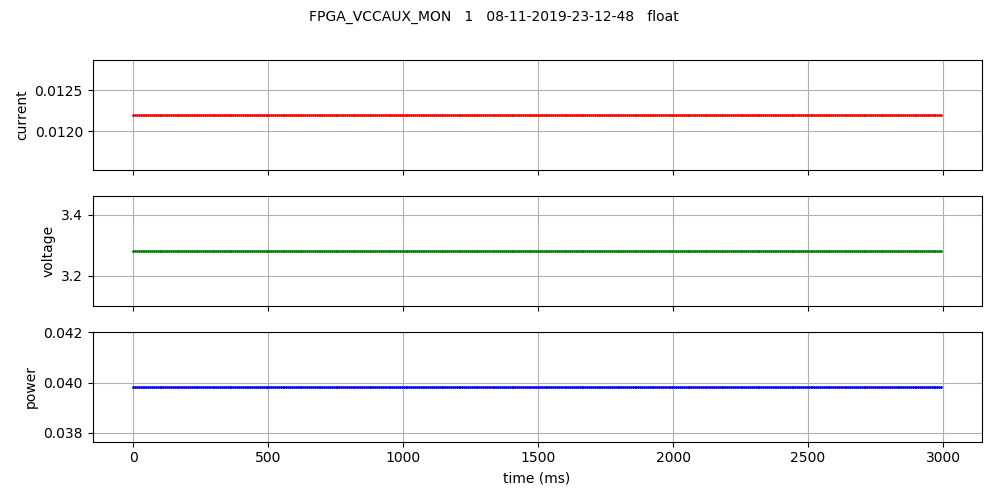 FPGA_VCCAUX_MON 1 08-11-2019-23-12-48 float
current
0.0125
0.0120
voltage
3.4
3.2
power
0.042
0.040
0.038
0 500 1000 1500 2000 2500 3000
time (ms)